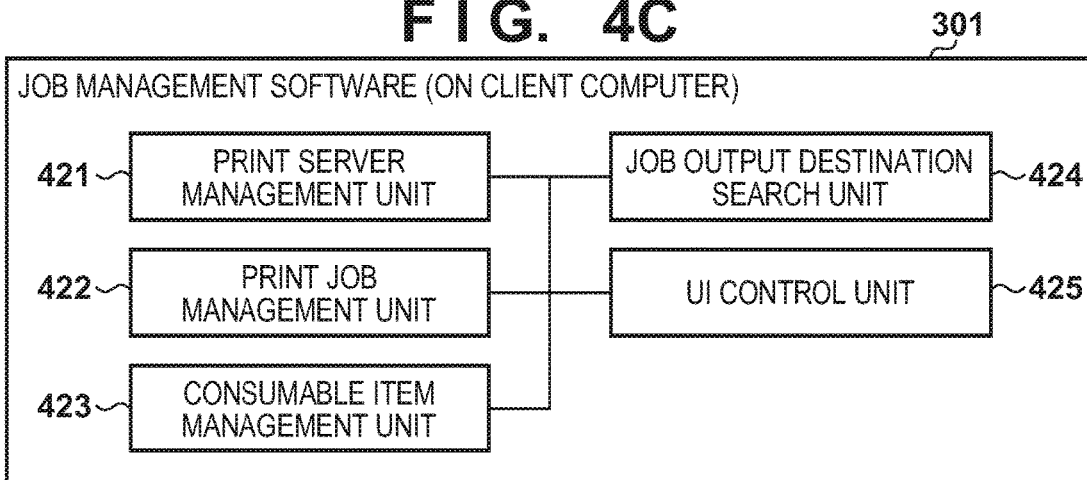 FIG. 4C
301
JOB MANAGEMENT SOFTWARE (ON CLIENT COMPUTER)
421
PRINT SERVER
MANAGEMENT UNIT
JOB OUTPUT DESTINATION
SEARCH UNIT
424
422
PRINT JOB
MANAGEMENT UNIT
UI CONTROL UNIT
425
423
CONSUMABLE ITEM
MANAGEMENT UNIT